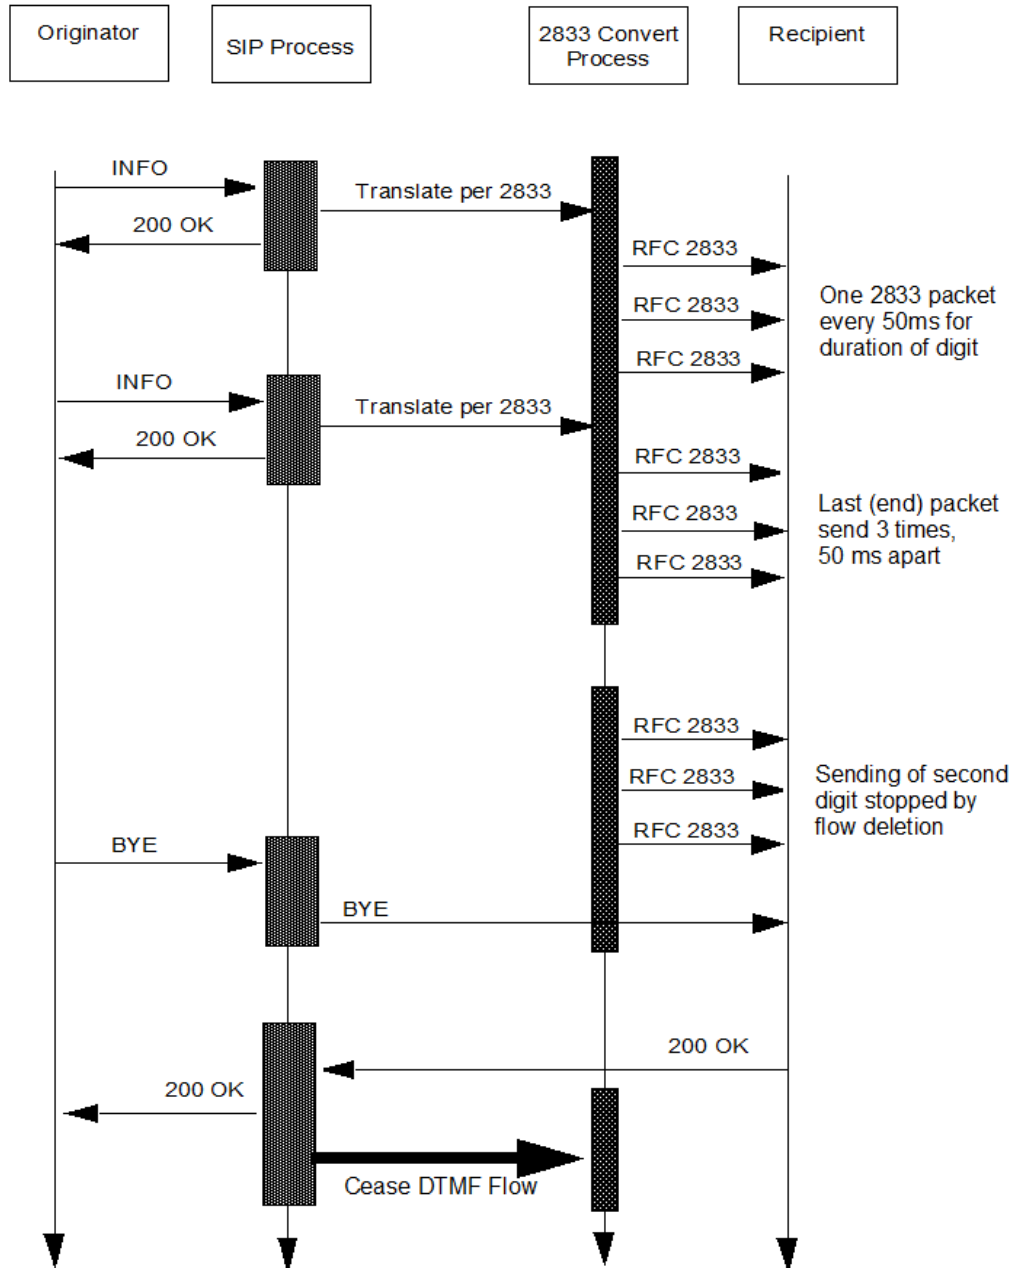 Originator
SIP Process
2833 Convert
Process
Recipient
INFO
Translate per 2833
200 OK
RFC 2833
RFC 2833
RFC 2833
One 2833 packet
every 50ms for
duration of digit
INFO
Translate per 2833
200 OK
RFC 2833
RFC 2833
RFC 2833
Last (end) packet
send 3 times,
50 ms apart
RFC 2833
RFC 2833
RFC 2833
Sending of second
digit stopped by
flow deletion
BYE
BYE
200 OK
200 OK
Cease DTMF Flow